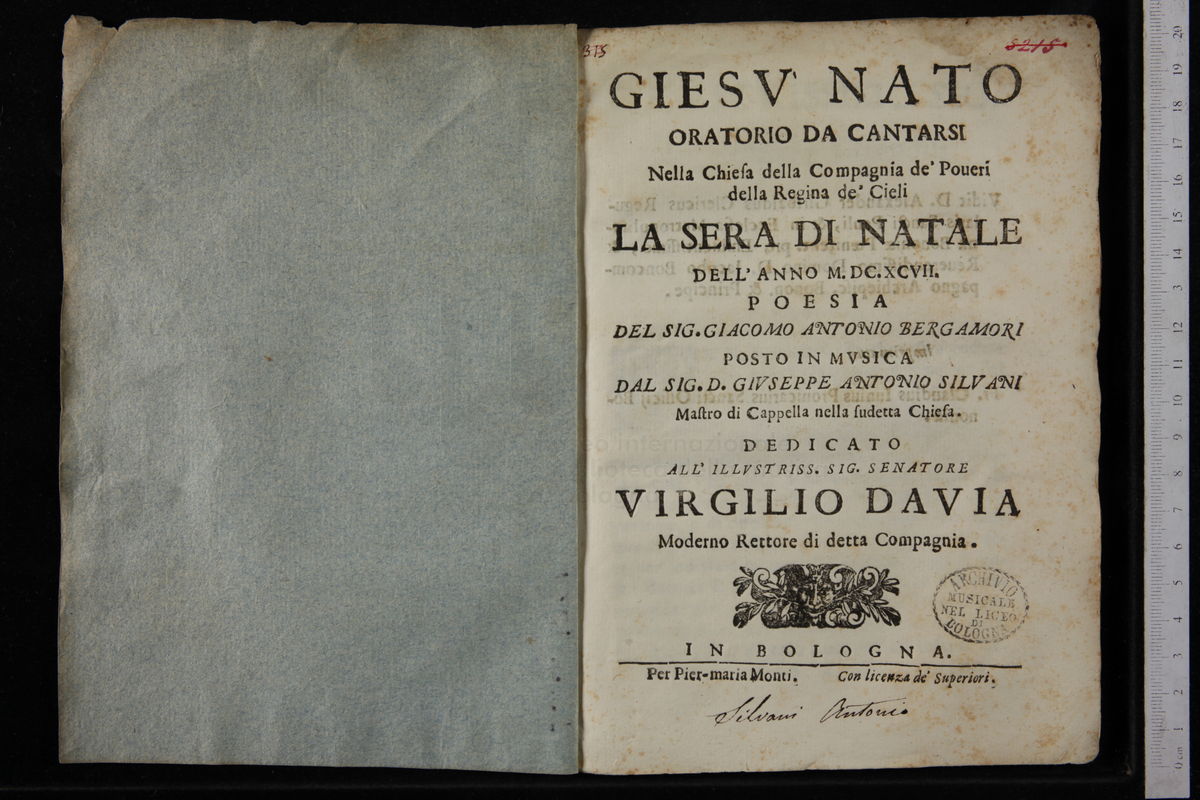 5215
GIESV' NATO
ORATORIO DA CANTARSI
Nella Chieſa della Compagnia de' Poueri
della Regina de' Cieli
LA SERA DI NATALE
DELL' ANNO M.DC.XCVII.
POESIA
DEL SIG. GIACOMO ANTONIO BERGAMORI
POSTO IN MVSICA
DAL SIG. D. GIVSEPPE ANTONIO SILVANI
Maſtro di Cappella nella ſudetta Chieſa.
DEDICATO
ALL' ILLVSTRISS. SIG. SENATORE
VIRGILIO DAVIA
Moderno Rettore di detta Compagnia.
ARCHIVIO
MUSICALE
NEL LICEO
DI
BOLOGNA
IN BOLOGNA.
Per Pier-maria Monti. Con licenza de' Superiori.
Silvani Antonio